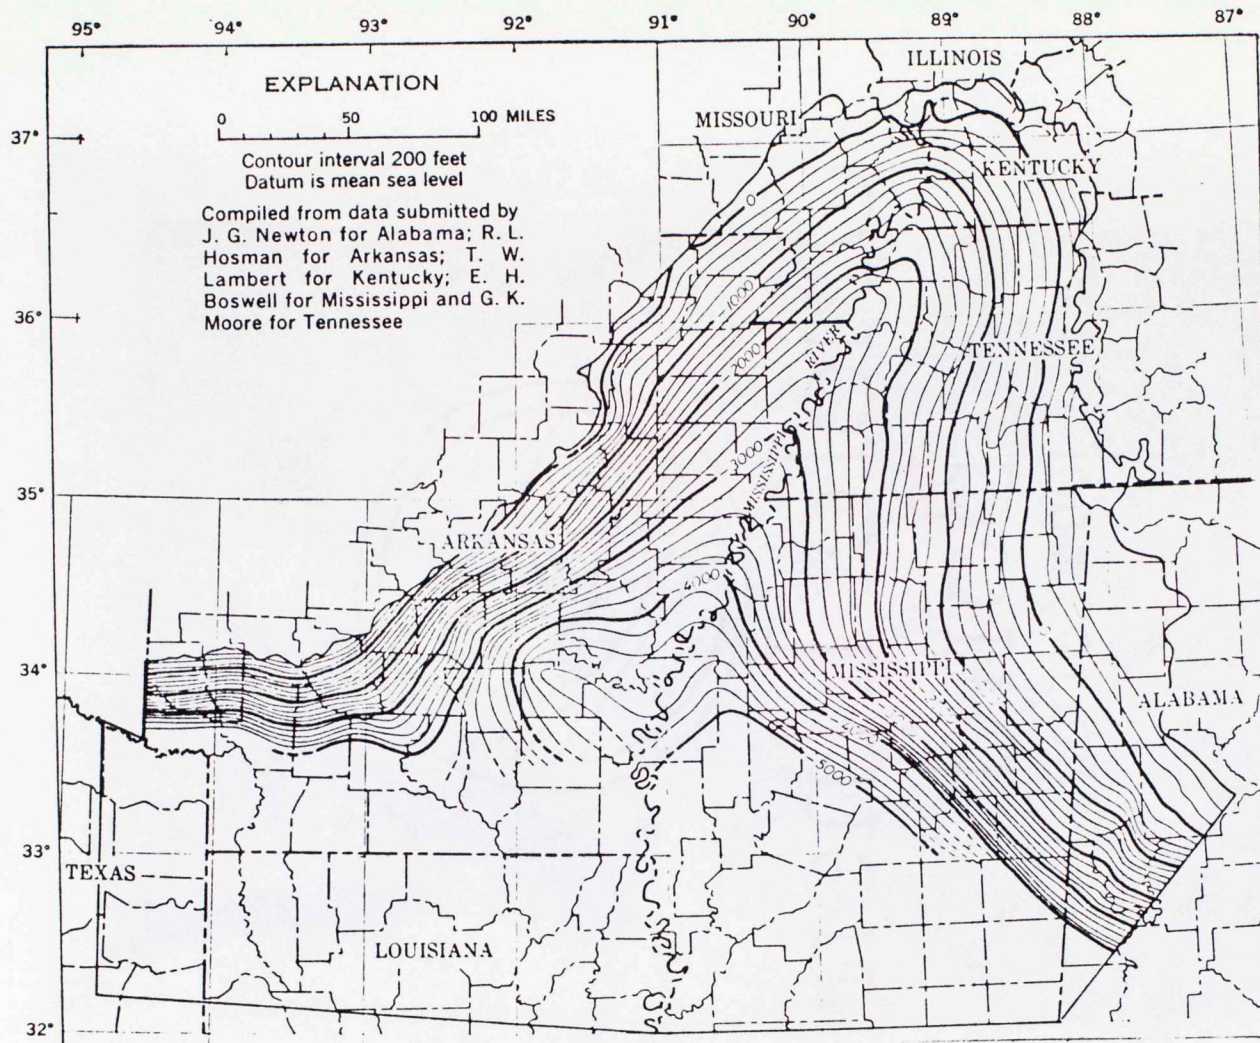 95° 94° 93° 92° 91° 90° 89° 88° 87°
ILLINOIS
EXPLANATION
0 50 100 MILES
MISSOURI
37°
Contour interval 200 feet
Datum is mean sea level
KENTUCKY
0
Compiled from data submitted by
J. G. Newton for Alabama; R. L.
Hosman for Arkansas; T. W.
Lambert for Kentucky; E. H.
Boswell for Mississippi and G. K.
Moore for Tennessee
1000
36°
RIVER
TENNESSEE
2000
3000
MISSISSIPPI
35°
ARKANSAS
4000
34°
MISSISSIPPI
ALABAMA
5000
33°
TEXAS
LOUISIANA
32°